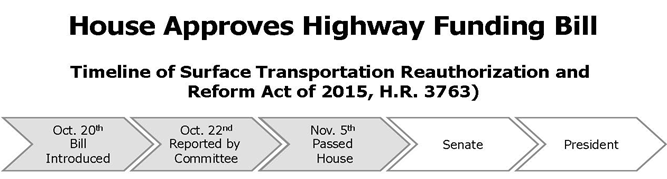 House Approves Highway Funding Bill
Timeline of Surface Transportation Reauthorization and
Reform Act of 2015, H.R. 3763)
Oct. 20th
Bill
Introduced
Oct. 22nd
Reported by
Committee
Nov. 5th
Passed
House
Senate
President